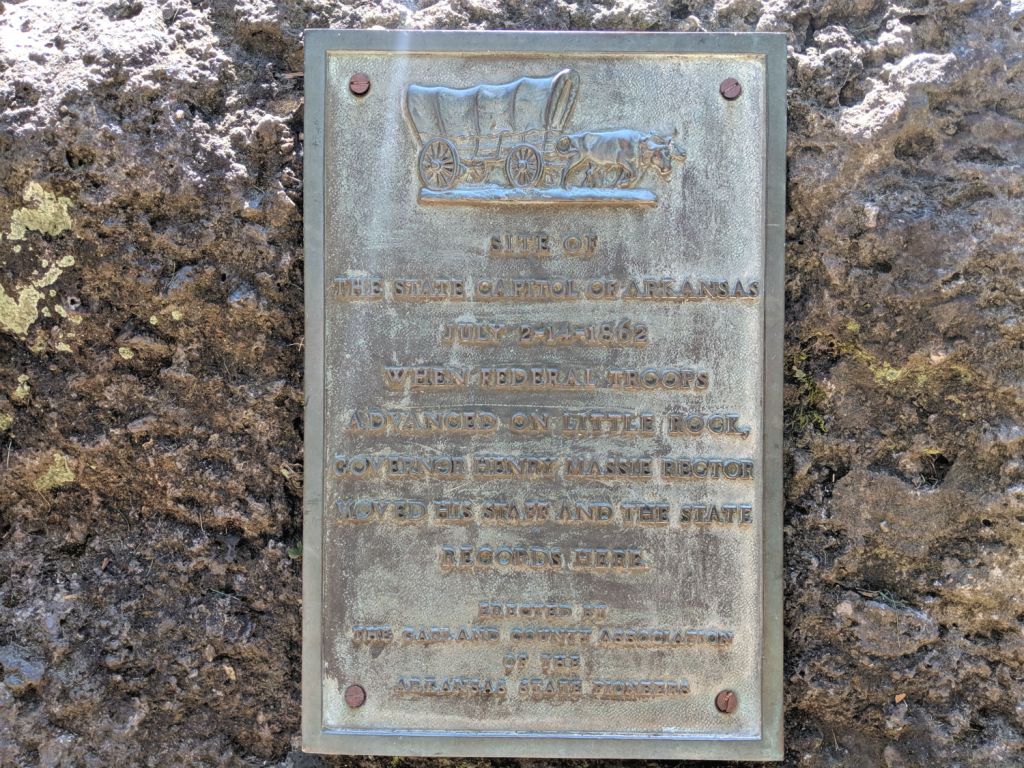 SITE OF
THE STATE CAPITOL OF ARKANSAS
JULY 2-14-1862
WHEN FEDERAL TROOPS
ADVANCED ON LITTLE ROCK,
GOVERNOR HENRY MASSIE RECTOR
MOVED HIS STAFF AND THE STATE
RECORDS HERE
ERECTED BY
THE GARLAND COUNTY ASSOCIATION
OF THE
ARKANSAS STATE PIONEERS